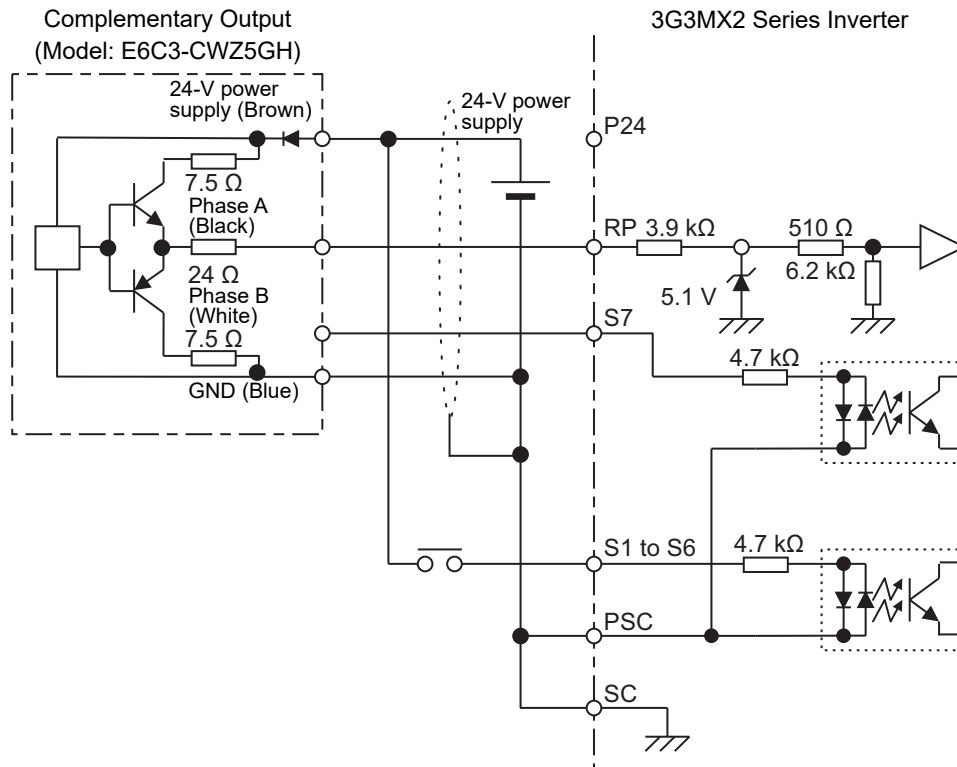 Complementary Output
(Model: E6C3-CWZ5GH)
3G3MX2 Series Inverter
24-V power
supply (Brown)
24-V power
supply
P24
7.5 Ω
Phase A
(Black)
RP 3.9 kΩ
510 Ω
6.2 kΩ
5.1 V
24 Ω
Phase B
(White)
7.5 Ω
S7
GND (Blue)
4.7 kΩ
S1 to S6
4.7 kΩ
PSC
SC